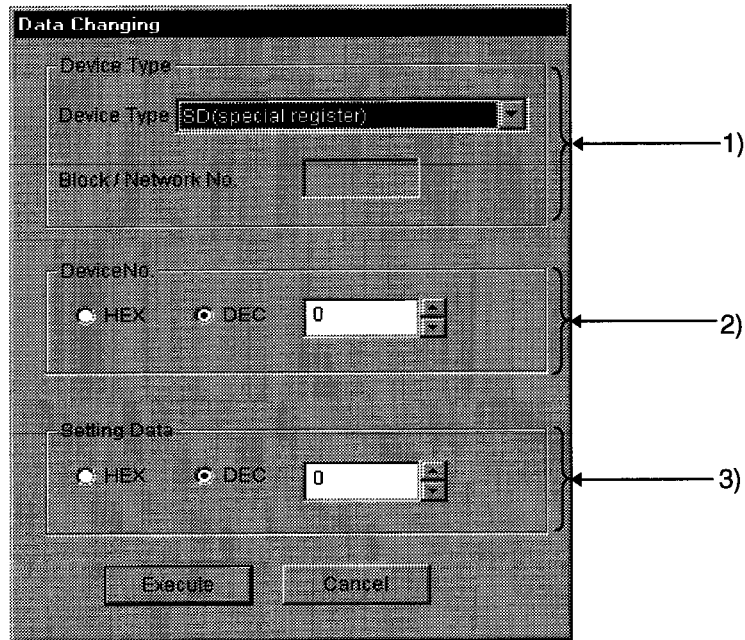 Data Changing
Device Type
Device Type SD(special register)
1)
Block / Network No.
DeviceNo.
HEX DEC 0
2)
Setting Data
HEX DEC 0
3)
Execute Cancel